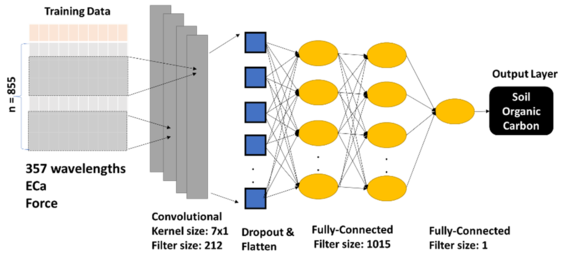 Training Data
n = 855
357 wavelengths
ECa
Force
Convolutional
Kernel size: 7x1
Filter size: 212
Dropout &
Flatten
Fully-Connected
Filter size: 1015
Fully-Connected
Filter size: 1
Output Layer
Soil
Organic
Carbon